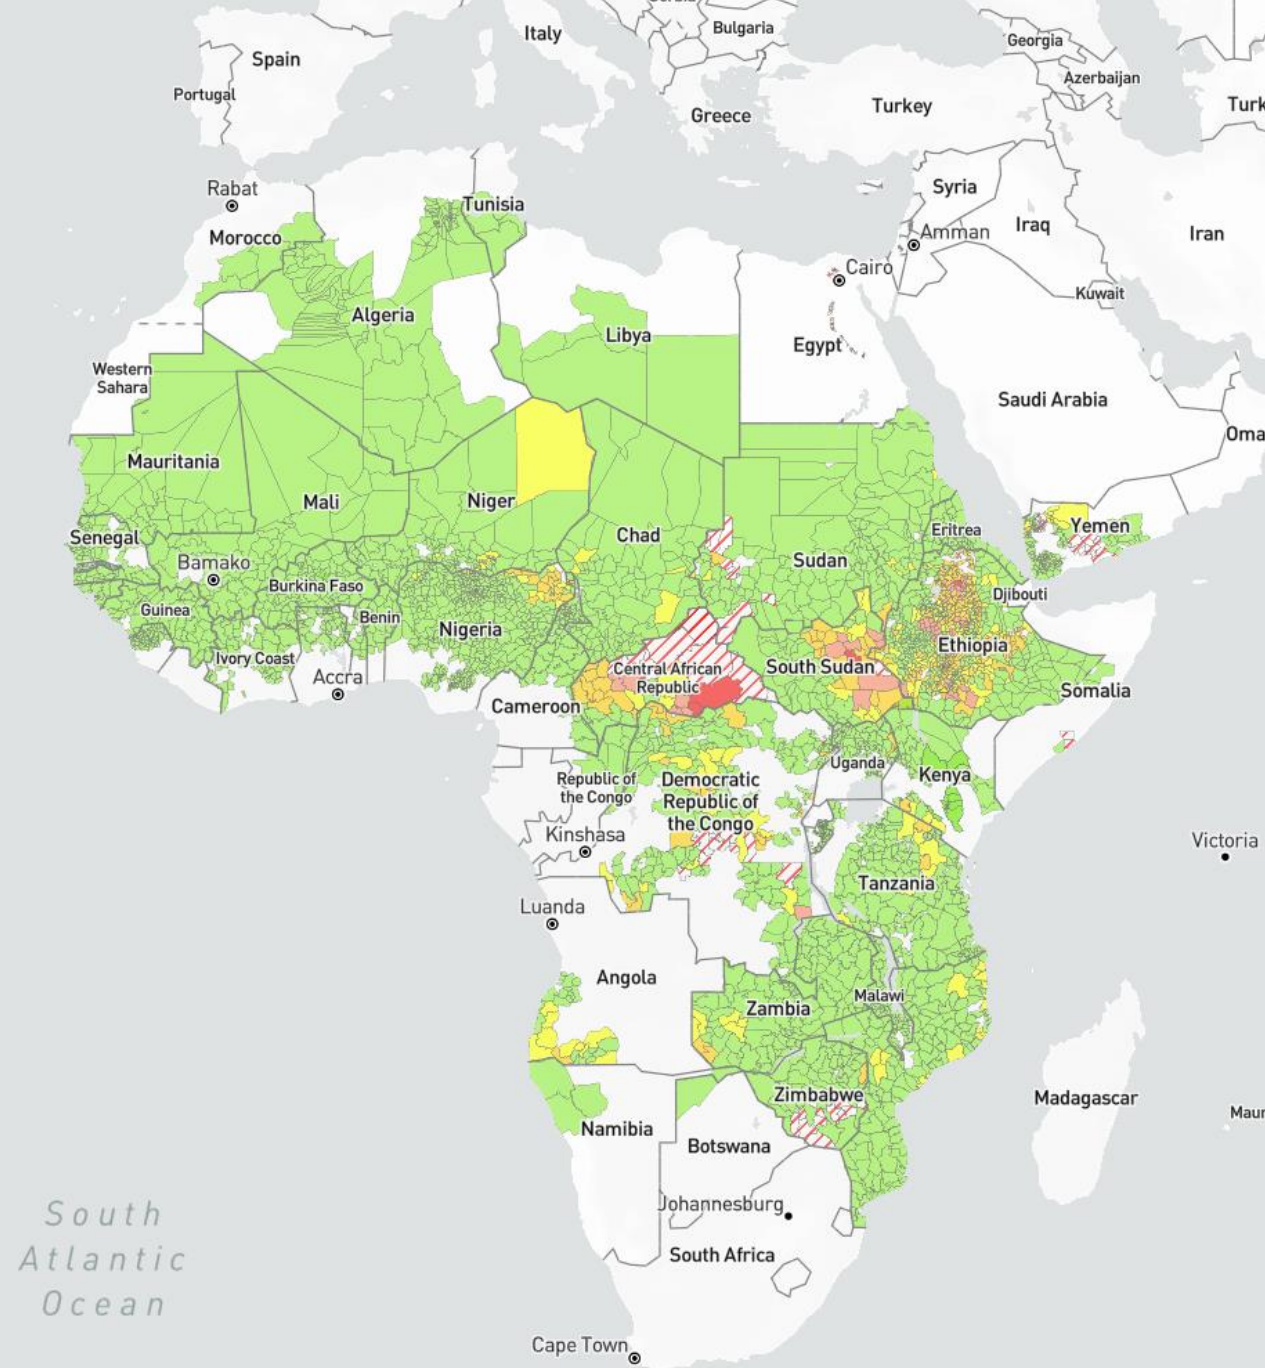 Italy
Bulgaria
Georgia
Spain
Azerbaijan
Portugal
Turkey
Greece
Turk
Rabat
Syria
Tunisia
Iraq
Amman
Iran
Morocco
Cairo
Kuwait
Algeria
Libya
Egypt
Western
Sahara
Saudi Arabia
Oma
Mauritania
Mali
Niger
Yemen
Eritrea
Senegal
Chad
Sudan
Bamako
Burkina Faso
Djibouti
Guinea
Benin
Nigeria
Ethiopia
Ivory Coast
Central African
Republic
South Sudan
Accra
Somalia
Cameroon
Uganda
Kenya
Republic of
the Congo
Democratic
Republic of
the Congo
Kinshasa
Victoria
Tanzania
Luanda
Angola
Malawi
Zambia
Zimbabwe
Madagascar
Maur
Namibia
Botswana
Johannesburg
South
Atlantic
Ocean
South Africa
Cape Town